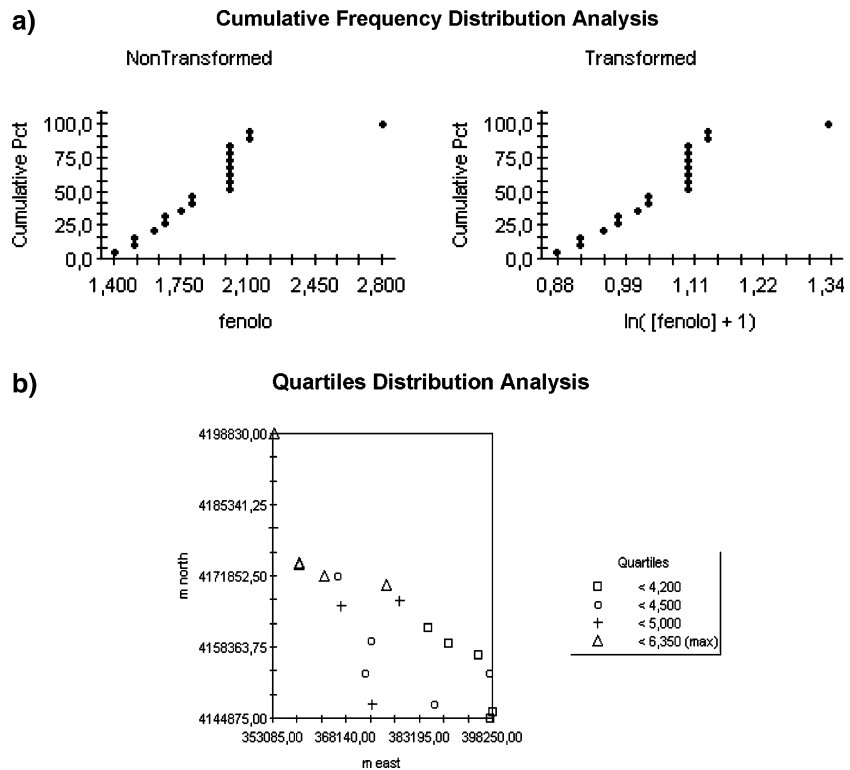 a)
Cumulative Frequency Distribution Analysis
NonTransformed
Transformed
Cumulative Pct
100,0
75,0
50,0
25,0
0,0
1,400 1,750 2,100 2,450 2,800
fenolo
Cumulative Pct
100,0
75,0
50,0
25,0
0,0
0,88 0,99 1,11 1,22 1,34
ln( [fenolo] + 1)
b)
Quartiles Distribution Analysis
m north
4198830,00
4185341,25
4171852,50
4158363,75
4144875,00
353085,00 368140,00 383195,00 398250,00
m east
Quartiles
< 4,200
< 4,500
< 5,000
< 6,350 (max)